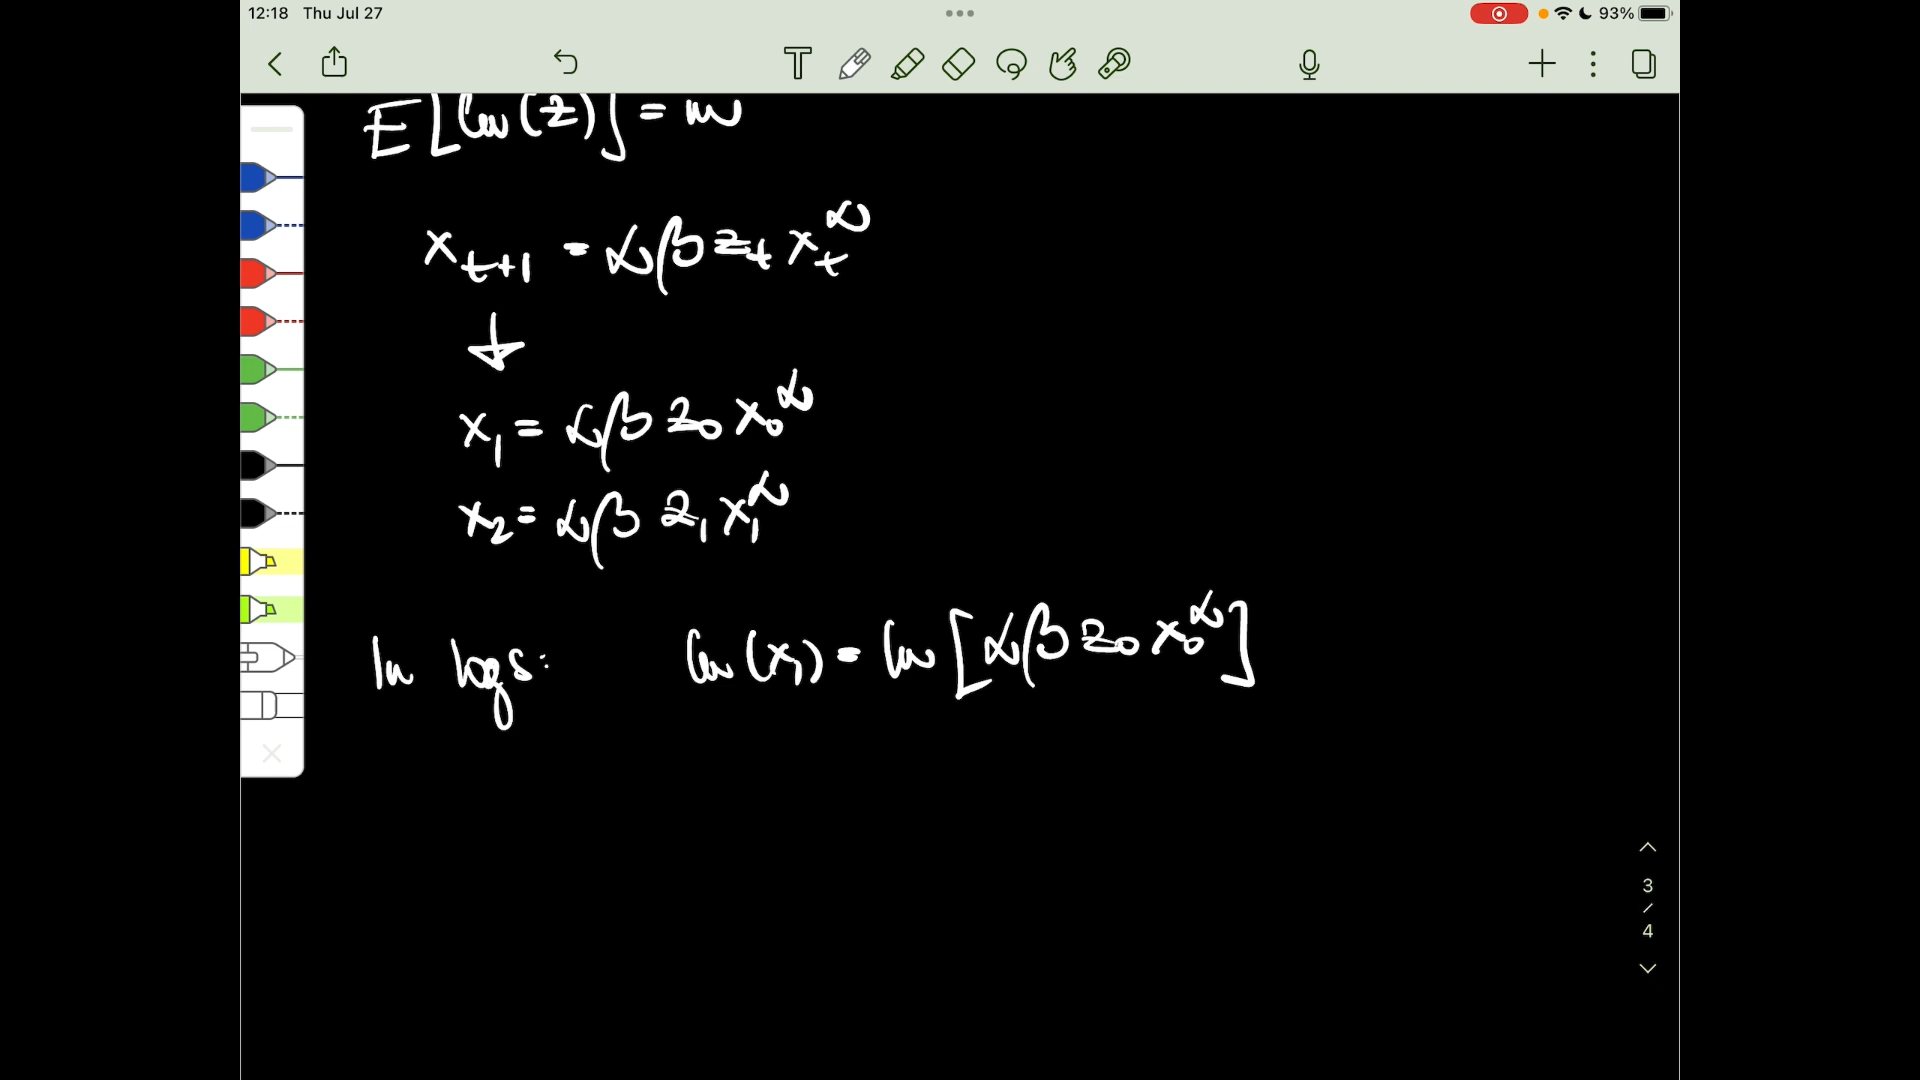 12:18 Thu Jul 27 93%
E[ln(z)] = m
x_{t+1} = αβ z_t x_t^α
↓
x_1 = αβ z_0 x_0^α
x_2 = αβ z_1 x_1^α
In logs: ln(x_1) = ln[αβ z_0 x_0^α]
3
/
4